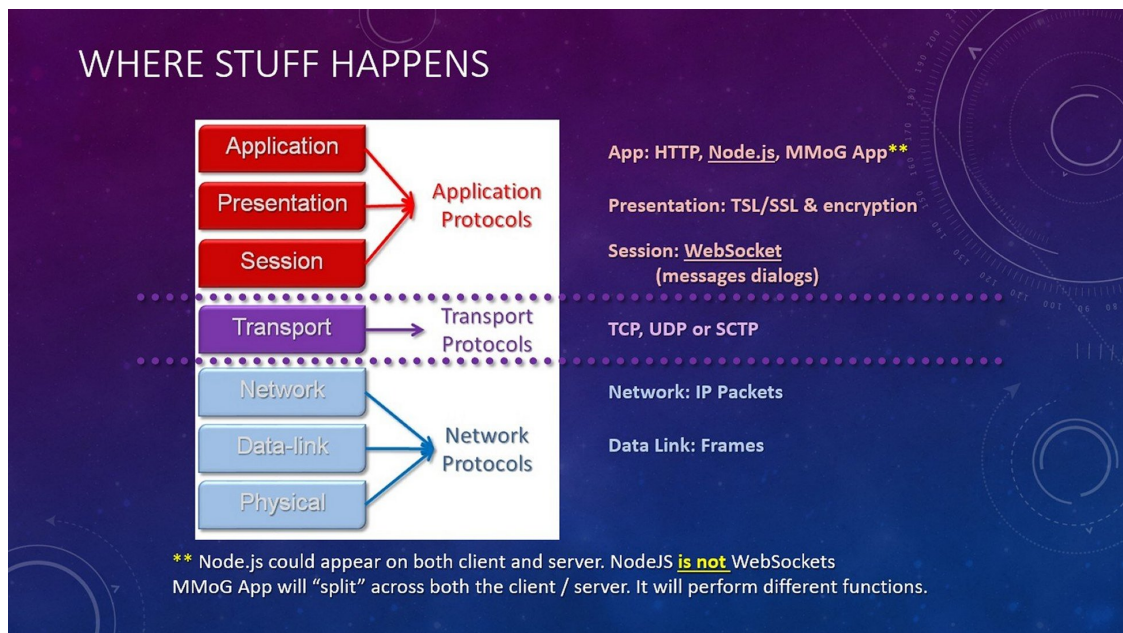 WHERE STUFF HAPPENS
Application
Presentation
Session
Application
Protocols
Transport
Transport
Protocols
Network
Data-link
Physical
Network
Protocols
App: HTTP, Node.js, MMoG App**
Presentation: TSL/SSL & encryption
Session: WebSocket
(messages dialogs)
TCP, UDP or SCTP
Network: IP Packets
Data Link: Frames
** Node.js could appear on both client and server. NodeJS is not WebSockets
MMoG App will “split” across both the client / server. It will perform different functions.